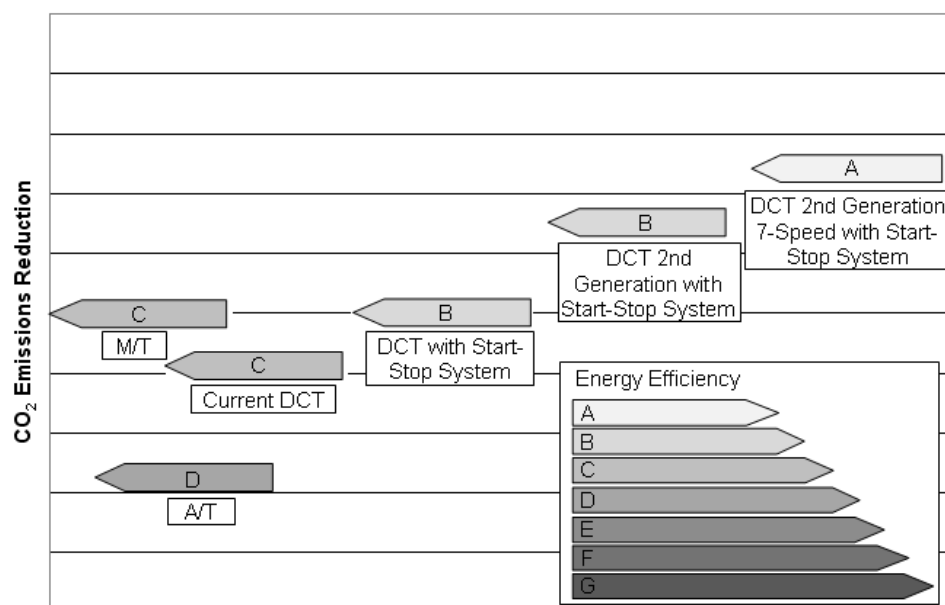 CO2 Emissions Reduction
A
DCT 2nd Generation
7-Speed with Start-
Stop System
B
DCT 2nd
Generation with
Start-Stop System
C
M/T
B
DCT with Start-
Stop System
C
Current DCT
D
A/T
Energy Efficiency
A
B
C
D
E
F
G